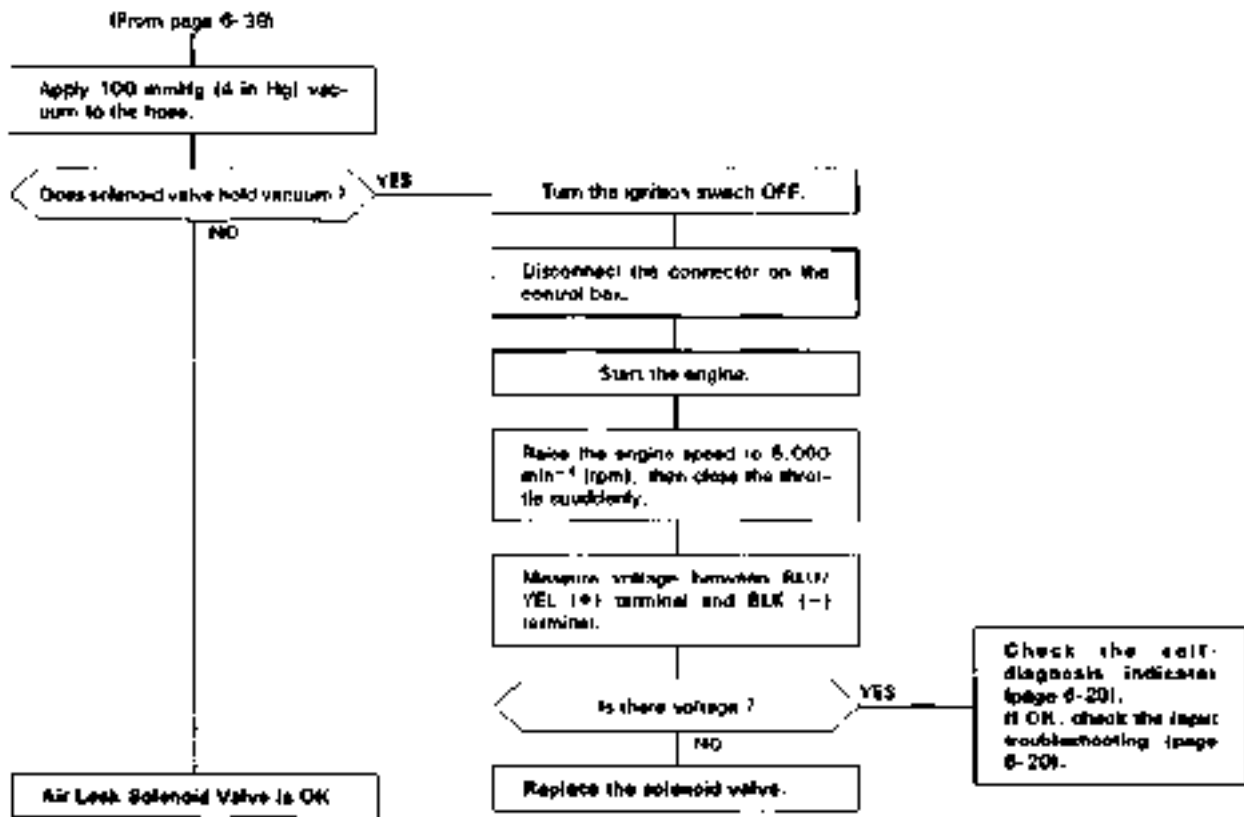 (From page 6-38)
Apply 100 mmHg (4 in Hg) vac-
uum to the hose.
Does solenoid valve hold vacuum ?
YES
NO
Turn the ignition switch OFF.
Disconnect the connector on the
control box.
Start the engine.
Raise the engine speed to 6,000
min⁻¹ (rpm), then close the throt-
tle suddenly.
Measure voltage between BLU/
YEL (+) terminal and BLK (−)
terminal.
Is there voltage ?
YES
NO
Check the self-
diagnosis indicator
(page 6-20).
If OK, check the input
troubleshooting (page
6-20).
Replace the solenoid valve.
Air Leak Solenoid Valve is OK